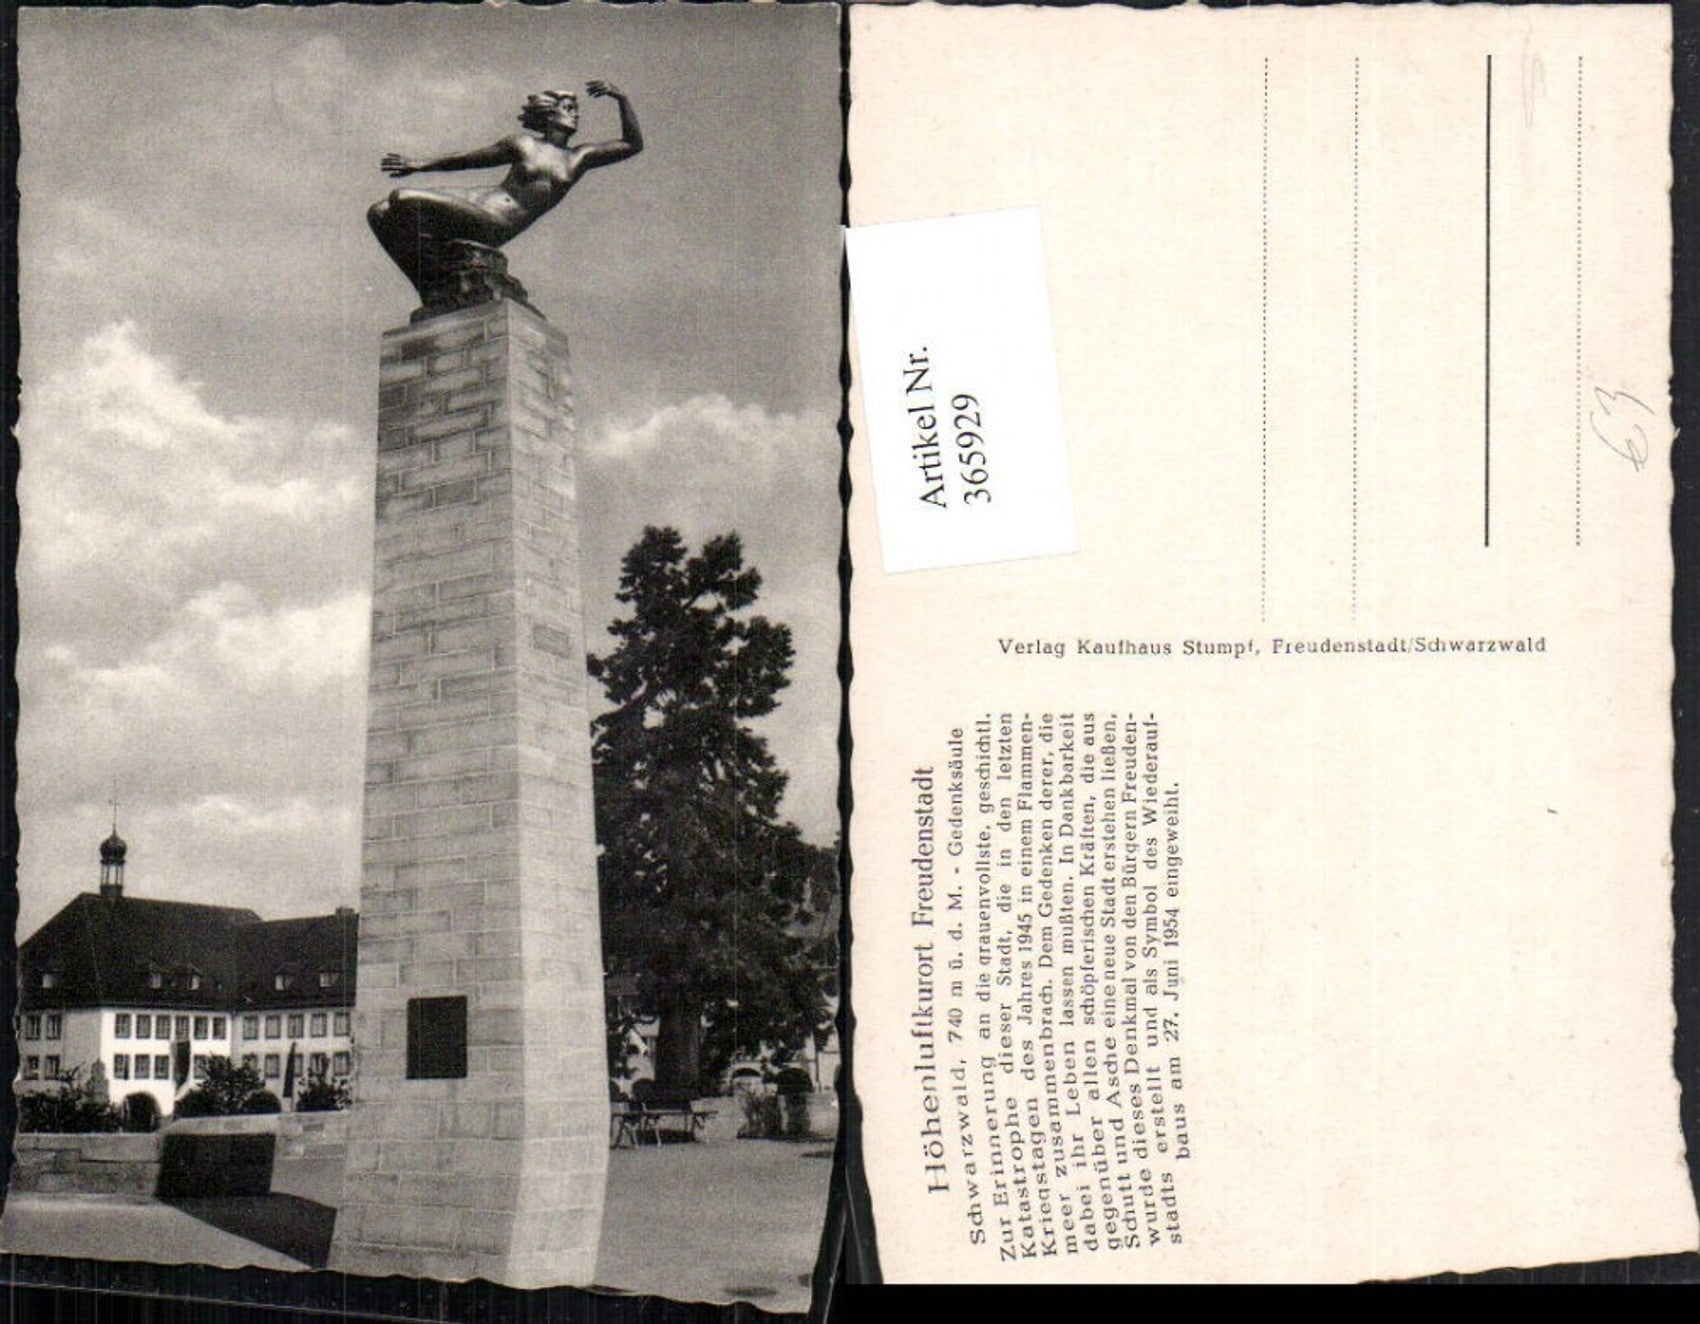 Artikel Nr.
365929
Verlag Kaufhaus Stumpf, Freudenstadt/Schwarzwald
Höhenluftkurort Freudenstadt
Schwarzwald, 740 m ü. d. M. - Gedenksäule
Zur Erinnerung an die grauenvollste, geschichtl.
Katastrophe dieser Stadt, die in den letzten
Kriegstagen des Jahres 1945 in einem Flammen-
meer zusammenbrach. Dem Gedenken derer, die
dabei ihr Leben lassen mußten. In Dankbarkeit
gegenüber allen schöpferischen Kräften, die aus
Schutt und Asche eine neue Stadt erstehen ließen,
wurde dieses Denkmal von den Bürgern Freuden-
stadts erstellt und als Symbol des Wiederauf-
baus am 27. Juni 1954 eingeweiht.